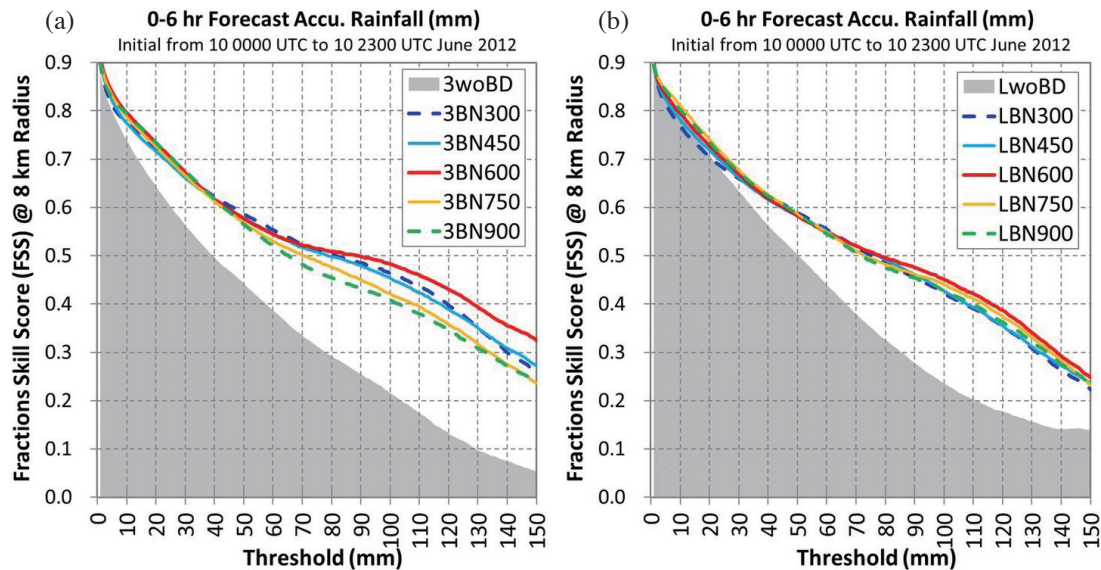 (a)
0-6 hr Forecast Accu. Rainfall (mm)
Initial from 10 0000 UTC to 10 2300 UTC June 2012
Fractions Skill Score (FSS) @ 8 km Radius
0.9
0.8
0.7
0.6
0.5
0.4
0.3
0.2
0.1
0.0
3woBD
3BN300
3BN450
3BN600
3BN750
3BN900
0 10 20 30 40 50 60 70 80 90 100 110 120 130 140 150
Threshold (mm)
(b)
0-6 hr Forecast Accu. Rainfall (mm)
Initial from 10 0000 UTC to 10 2300 UTC June 2012
Fractions Skill Score (FSS) @ 8 km Radius
0.9
0.8
0.7
0.6
0.5
0.4
0.3
0.2
0.1
0.0
LwoBD
LBN300
LBN450
LBN600
LBN750
LBN900
0 10 20 30 40 50 60 70 80 90 100 110 120 130 140 150
Threshold (mm)